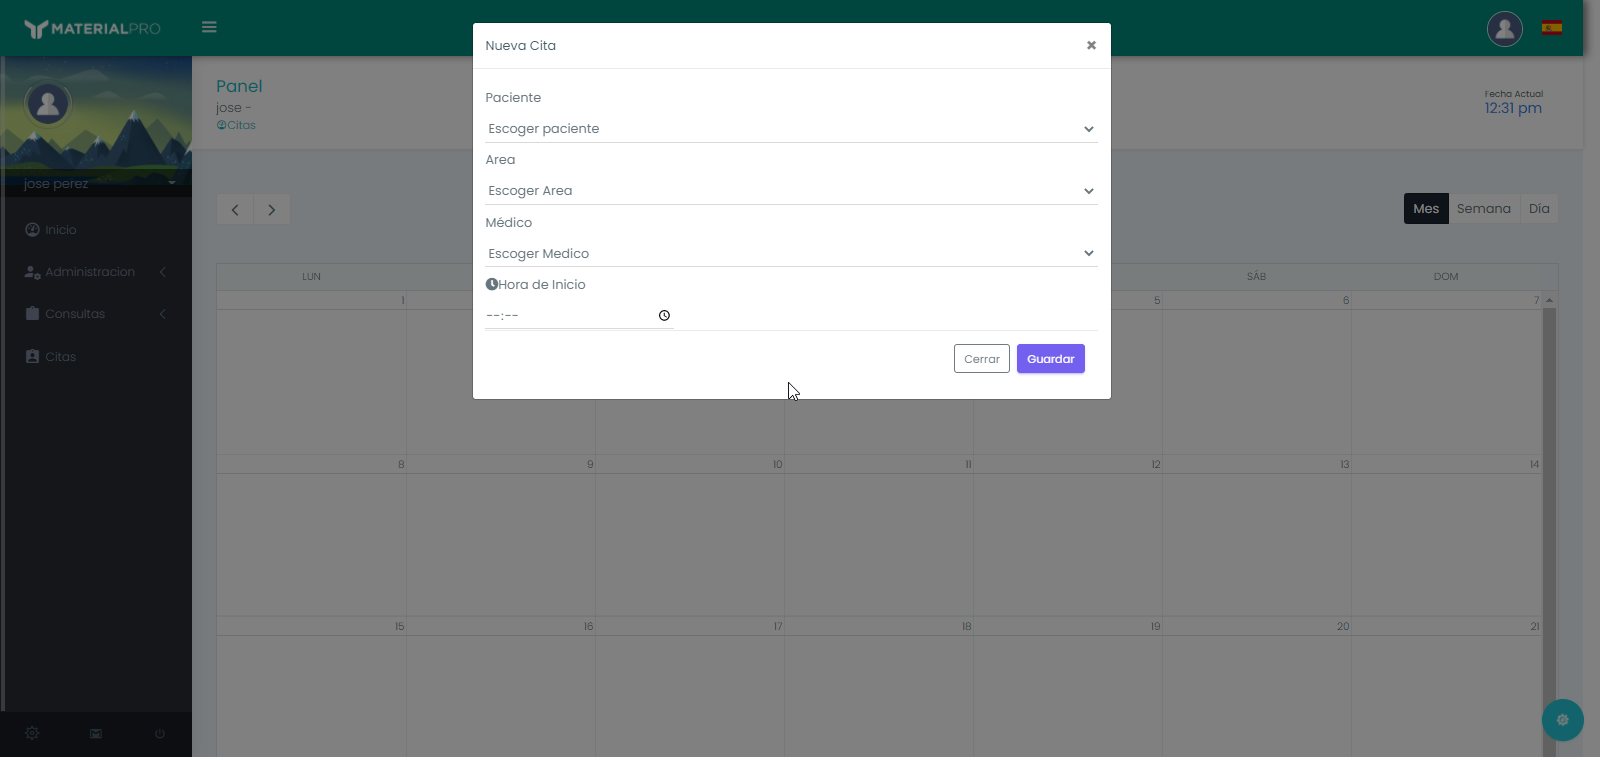 MATERIALPRO
Nueva Cita
Panel
jose -
Citas
Fecha Actual
12:31 pm
jose perez
Inicio
Administracion
Consultas
Citas
Paciente
Escoger paciente
Area
Escoger Area
Médico
Escoger Medico
Hora de Inicio
--:--
Cerrar
Guardar
Mes
Semana
Día
LUN
SÁB
DOM
1
5
6
7
8
9
10
11
12
13
14
15
16
17
18
19
20
21